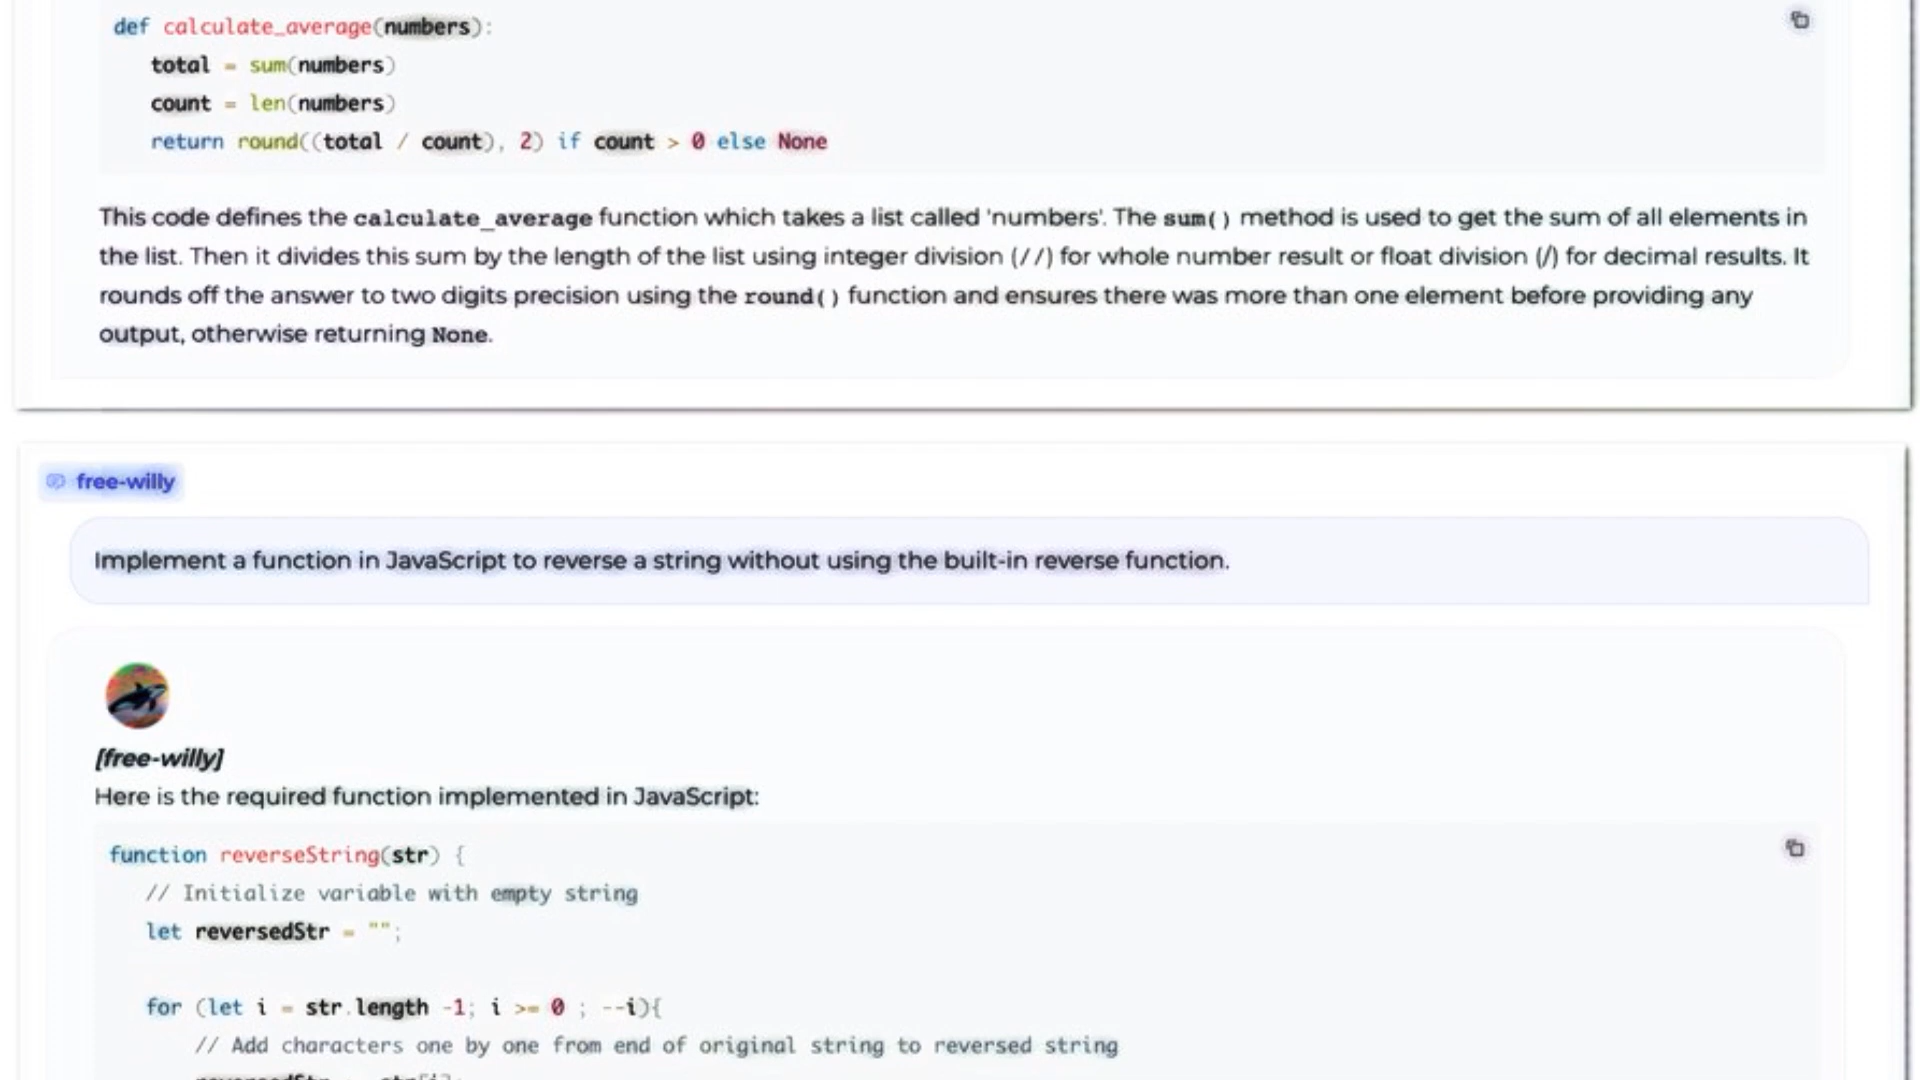 def calculate_average(numbers):
total = sum(numbers)
count = len(numbers)
return round((total / count), 2) if count > 0 else None
This code defines the calculate_average function which takes a list called 'numbers'. The sum() method is used to get the sum of all elements in
the list. Then it divides this sum by the length of the list using integer division (//) for whole number result or float division (/) for decimal results. It
rounds off the answer to two digits precision using the round() function and ensures there was more than one element before providing any
output, otherwise returning None.
free-willy
Implement a function in JavaScript to reverse a string without using the built-in reverse function.
[free-willy]
Here is the required function implemented in JavaScript:
function reverseString(str) {
// Initialize variable with empty string
let reversedStr = "";
for (let i = str.length -1; i >= 0 ; --i){
// Add characters one by one from end of original string to reversed string